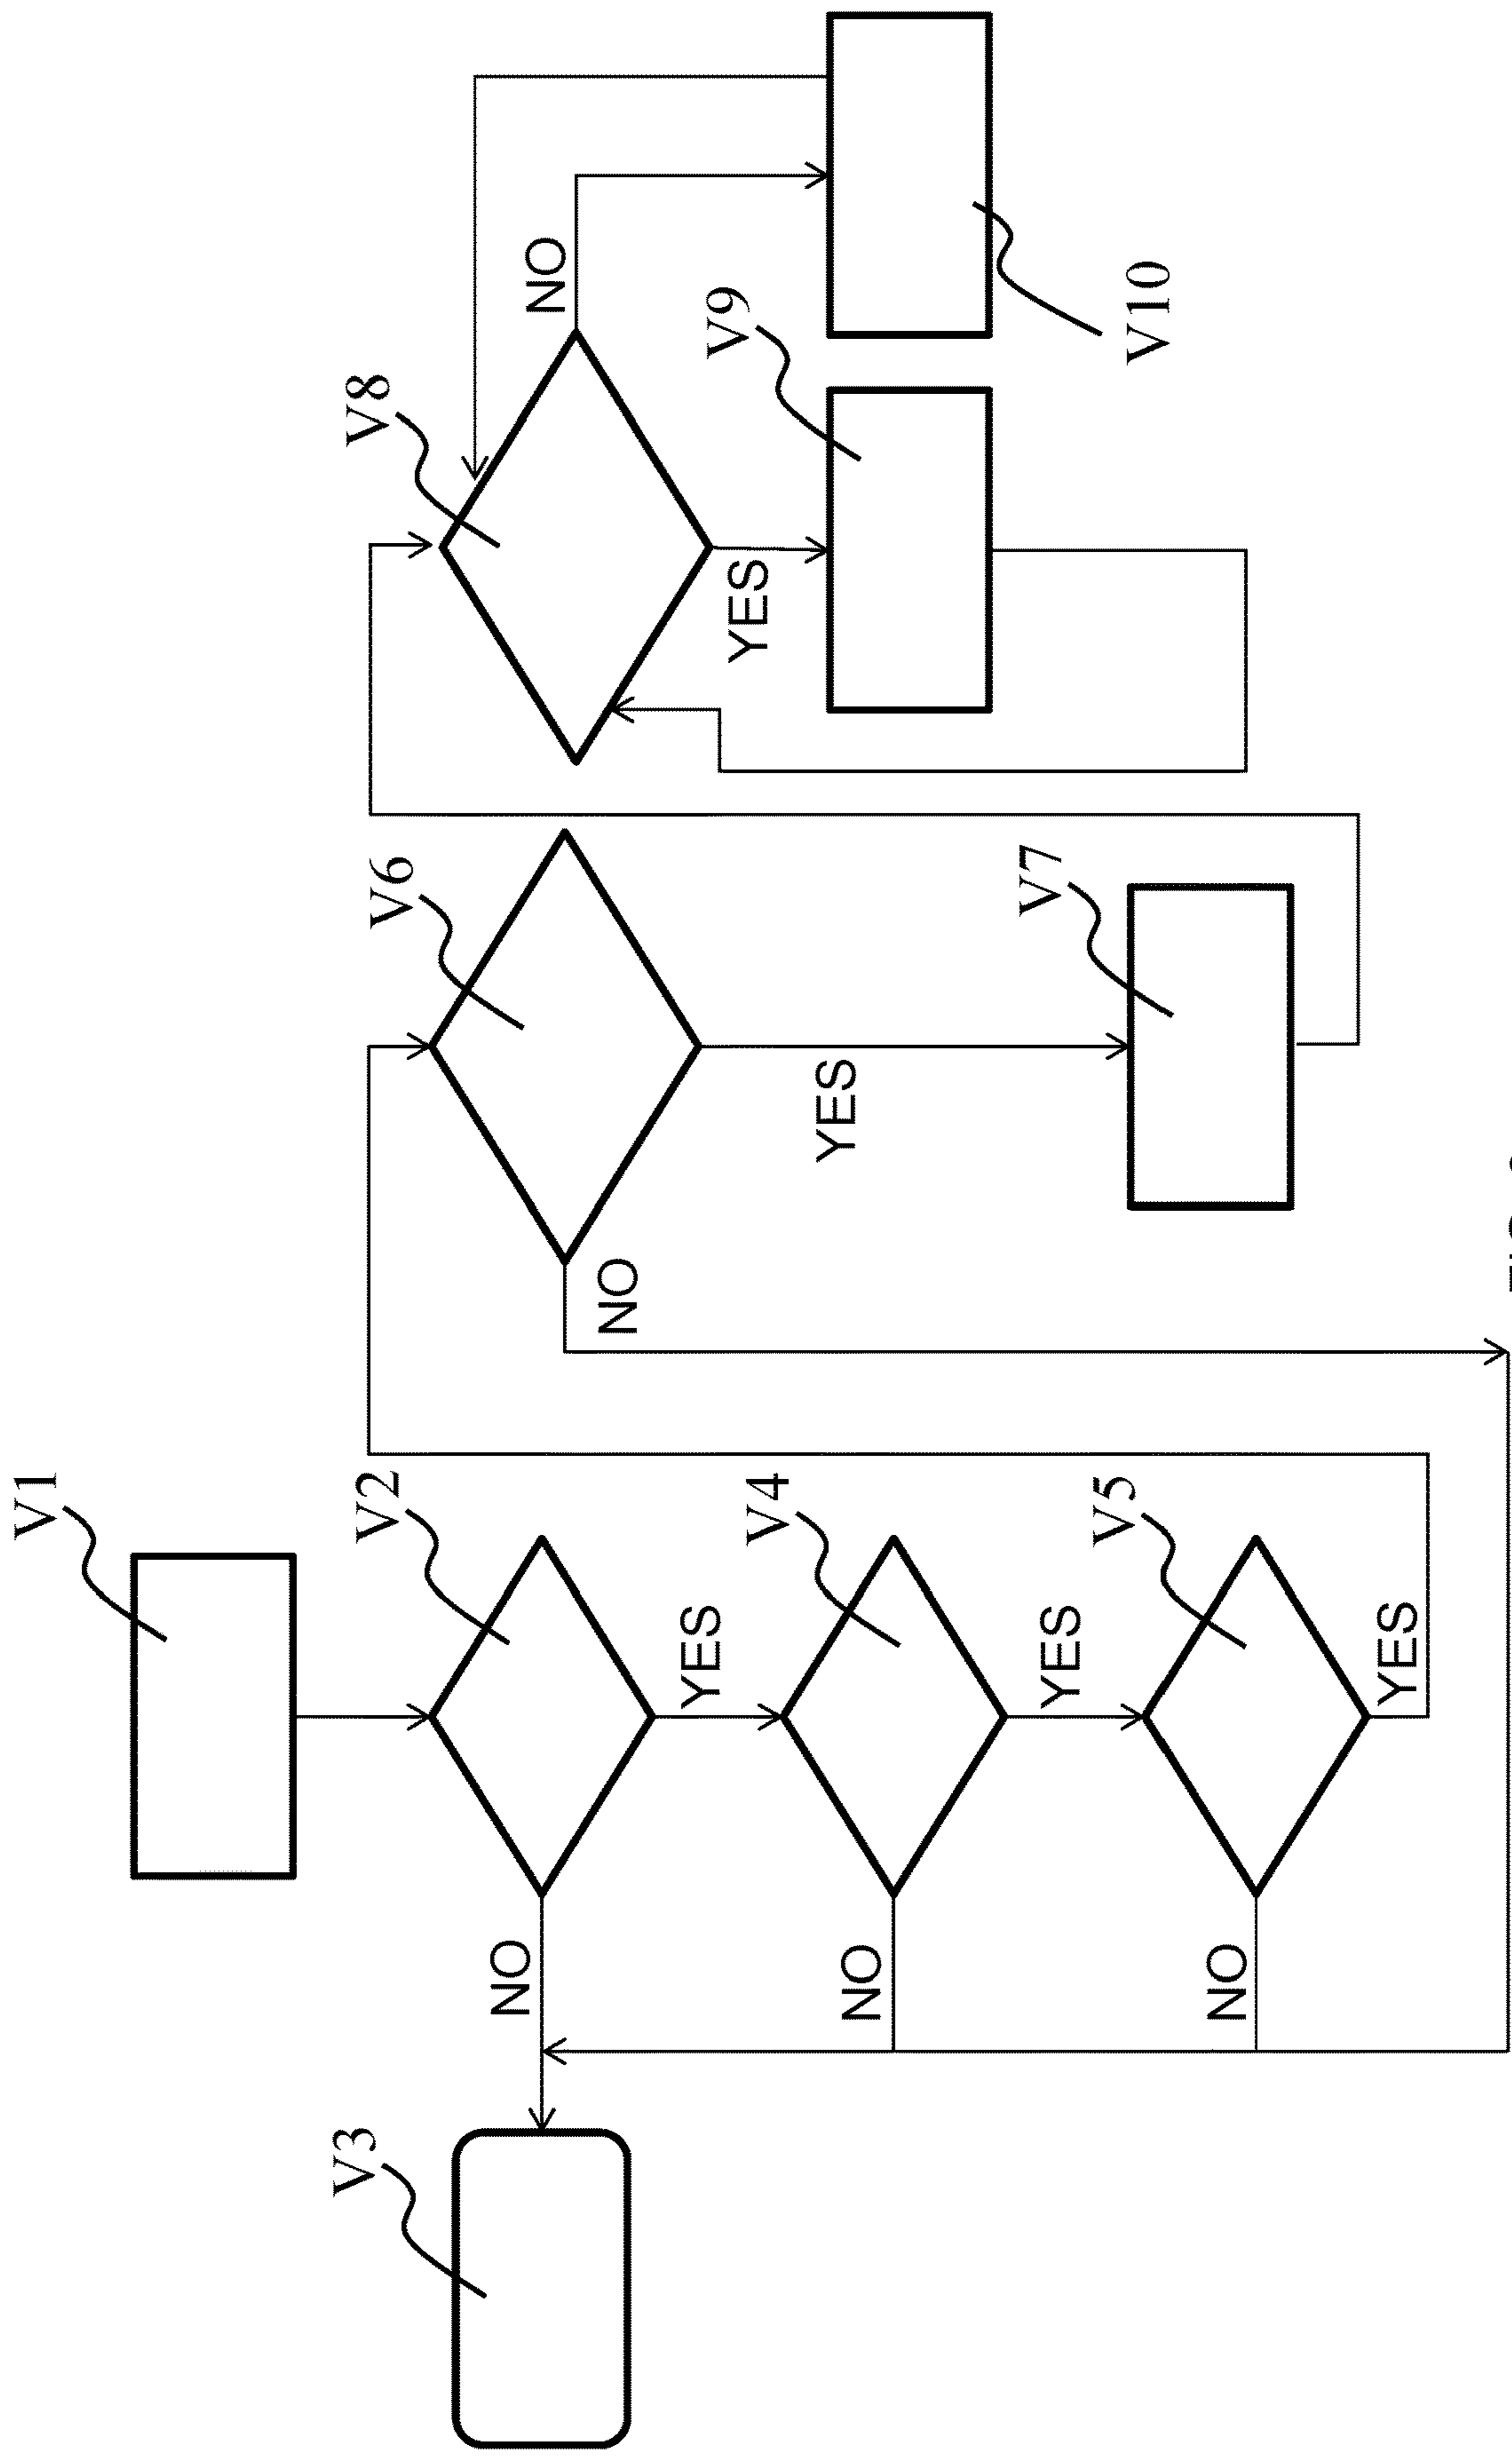 V1
V2
NO
YES
V3
V4
NO
YES
V5
NO
YES
V6
NO
YES
V7
V8
NO
YES
V9
V10